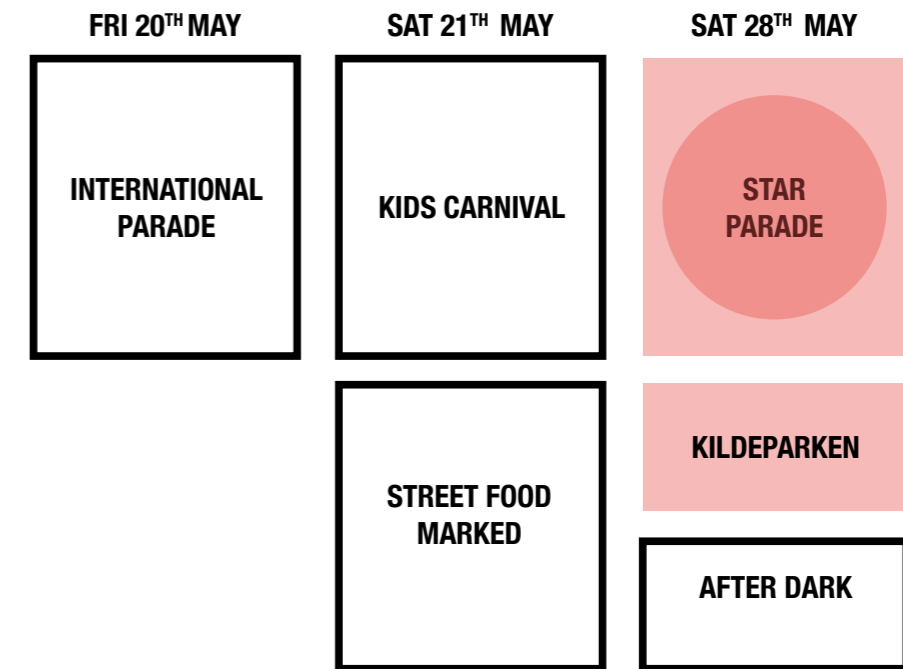 FRI 20TH MAY
SAT 21TH MAY
SAT 28TH MAY
INTERNATIONAL
PARADE
KIDS CARNIVAL
STAR
PARADE
STREET FOOD
MARKED
KILDEPARKEN
AFTER DARK